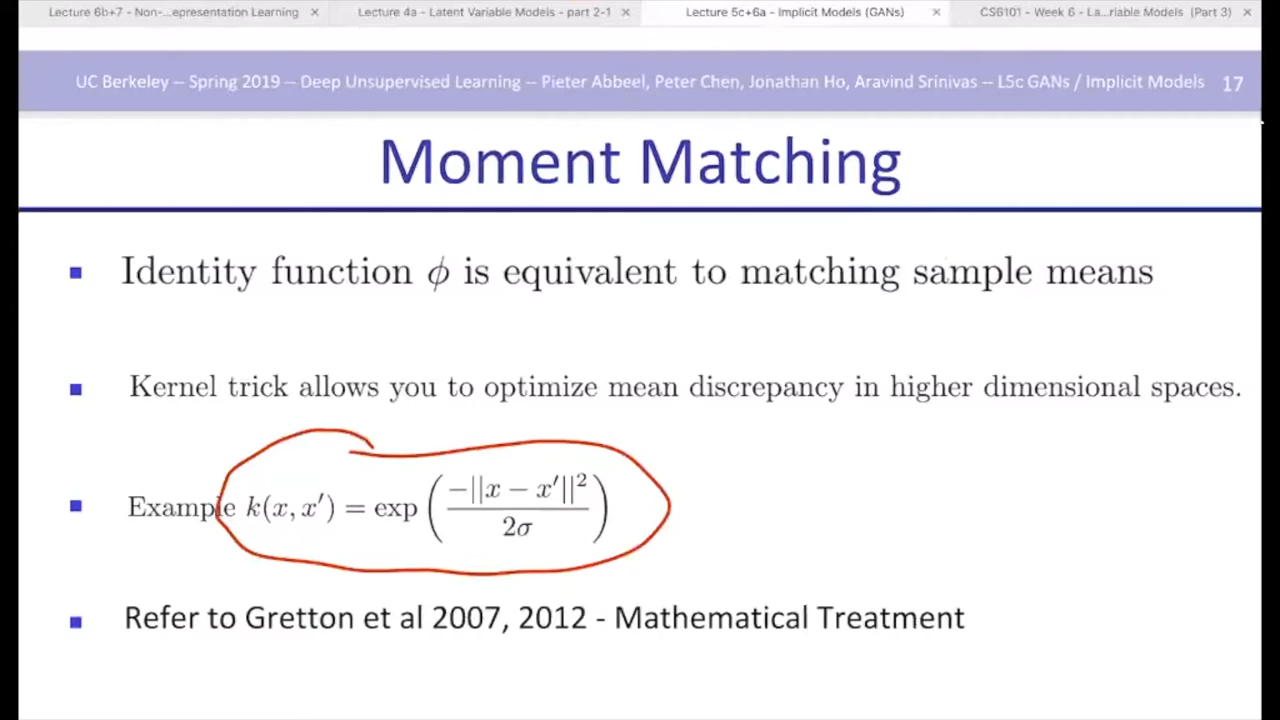 Lecture 6b+7 - Non-...epresentation Learning × Lecture 4a - Latent Variable Models - part 2-1 × Lecture 5c+6a - Implicit Models (GANs) × CS6101 - Week 6 - La...riable Models (Part 3) ×
UC Berkeley -- Spring 2019 -- Deep Unsupervised Learning -- Pieter Abbeel, Peter Chen, Jonathan Ho, Aravind Srinivas -- L5c GANs / Implicit Models 17
Moment Matching
Identity function ϕ is equivalent to matching sample means
Kernel trick allows you to optimize mean discrepancy in higher dimensional spaces.
Example k(x, x′) = exp(−||x − x′||² / 2σ)
Refer to Gretton et al 2007, 2012 - Mathematical Treatment